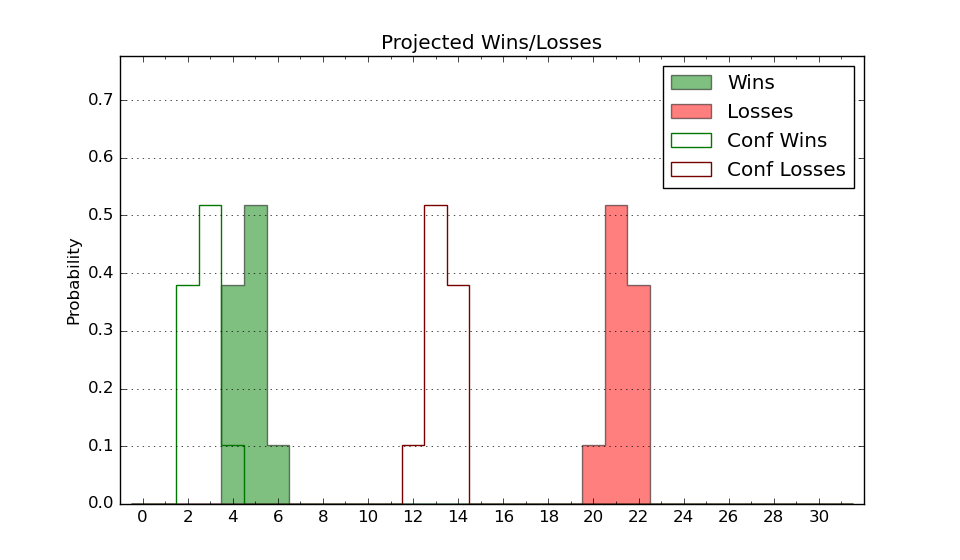 Projected Wins/Losses
Probability
0.7
0.6
0.5
0.4
0.3
0.2
0.1
0.0
Wins
Losses
Conf Wins
Conf Losses
0 2 4 6 8 10 12 14 16 18 20 22 24 26 28 30